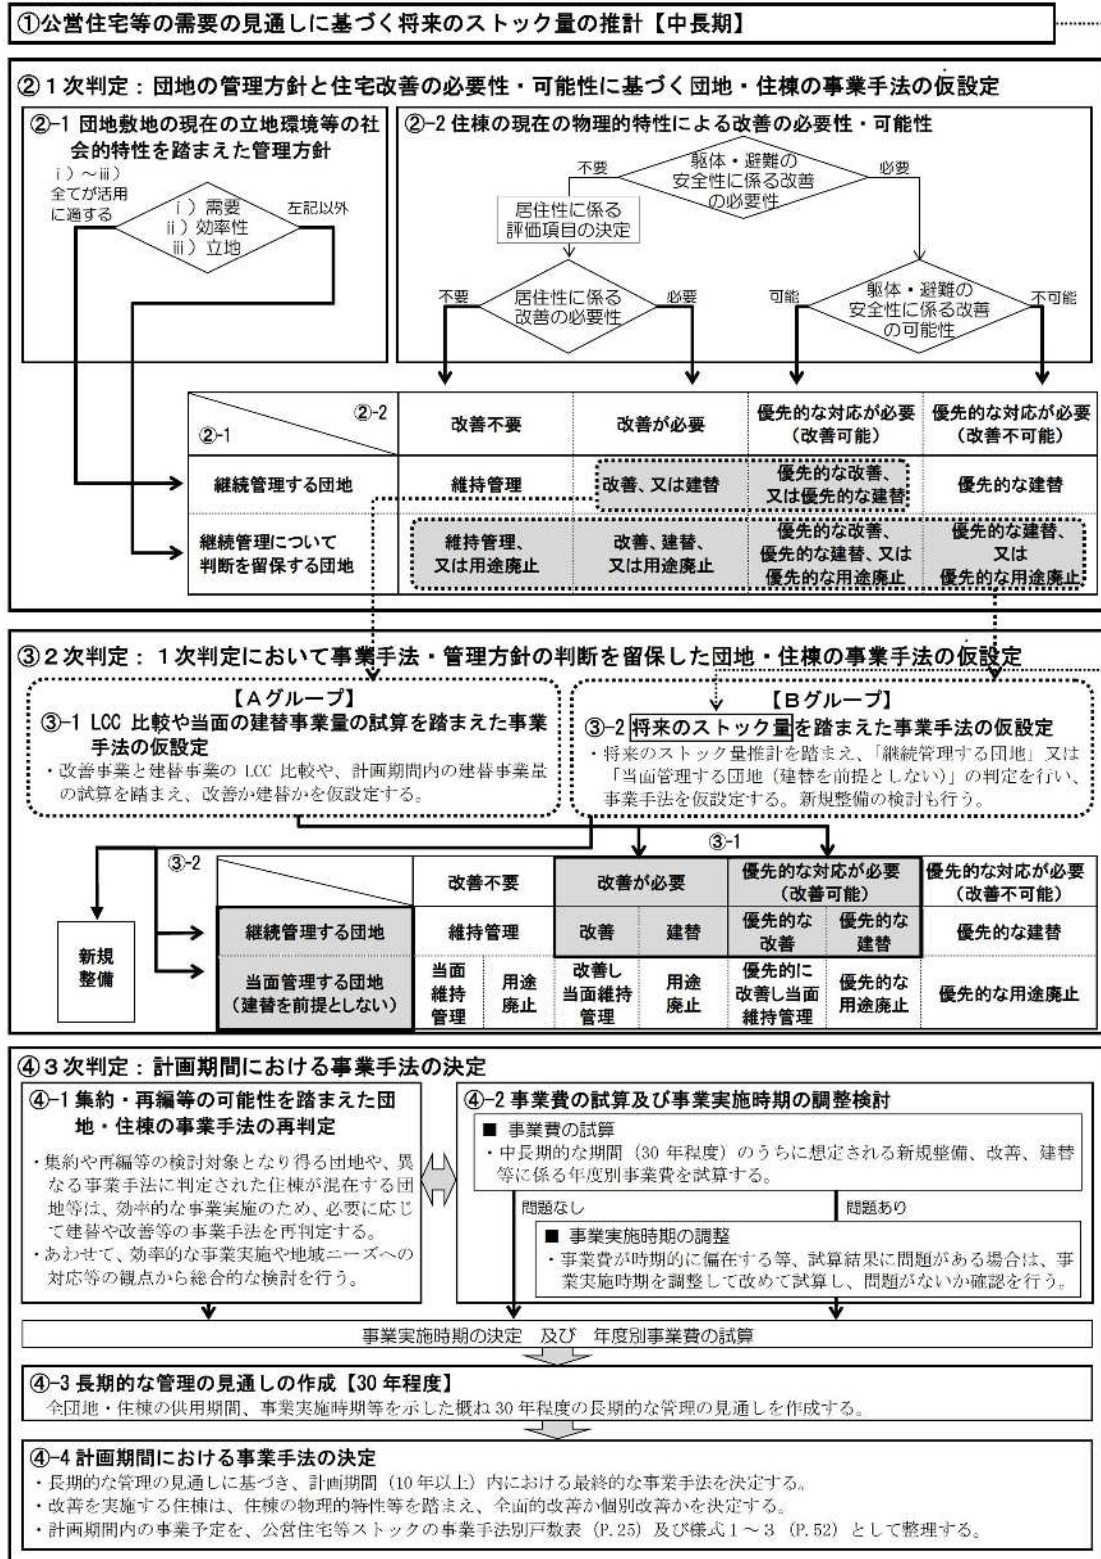 ①公営住宅等の需要の見通しに基づく将来のストック量の推計【中長期】
②１次判定：団地の管理方針と住宅改善の必要性・可能性に基づく団地・住棟の事業手法の仮設定
②-1 団地敷地の現在の立地環境等の社
会的特性を踏まえた管理方針
ⅰ）～ⅲ）
全てが活用
に適する
ⅰ）需要
ⅱ）効率性
ⅲ）立地
左記以外
②-2 住棟の現在の物理的特性による改善の必要性・可能性
不要
躯体・避難の
安全性に係る改善
の必要性
必要
居住性に係る
評価項目の決定
不要
居住性に係る
改善の必要性
必要
可能
躯体・避難の
安全性に係る改善
の可能性
不可能
②-2
②-1
改善不要
改善が必要
優先的な対応が必要
（改善可能）
優先的な対応が必要
（改善不可能）
継続管理する団地
維持管理
改善、又は建替
優先的な改善、
又は優先的な建替
優先的な建替
継続管理について
判断を留保する団地
維持管理、
又は用途廃止
改善、建替、
又は用途廃止
優先的な改善、
優先的な建替、又は
優先的な用途廃止
優先的な建替、
又は
優先的な用途廃止
③２次判定：１次判定において事業手法・管理方針の判断を留保した団地・住棟の事業手法の仮設定
【Ａグループ】
③-1 LCC 比較や当面の建替事業量の試算を踏まえた事業
手法の仮設定
・改善事業と建替事業の LCC 比較や、計画期間内の建替事業量
の試算を踏まえ、改善か建替かを仮設定する。
【Ｂグループ】
③-2 将来のストック量を踏まえた事業手法の仮設定
・将来のストック量推計を踏まえ、「継続管理する団地」又は
「当面管理する団地（建替を前提としない）」の判定を行い、
事業手法を仮設定する。新規整備の検討も行う。
③-1
③-2
新規
整備
改善不要
改善が必要
優先的な対応が必要
（改善可能）
優先的な対応が必要
（改善不可能）
継続管理する団地
維持管理
改善
建替
優先的な
改善
優先的な
建替
優先的な建替
当面管理する団地
（建替を前提としない）
当面
維持
管理
用途
廃止
改善し
当面維持
管理
用途
廃止
優先的に
改善し当面
維持管理
優先的な
用途廃止
優先的な用途廃止
④３次判定：計画期間における事業手法の決定
④-1 集約・再編等の可能性を踏まえた団
地・住棟の事業手法の再判定
・集約や再編等の検討対象となり得る団地や、異
なる事業手法に判定された住棟が混在する団
地等は、効率的な事業実施のため、必要に応じ
て建替や改善等の事業手法を再判定する。
・あわせて、効率的な事業実施や地域ニーズへの
対応等の観点から総合的な検討を行う。
④-2 事業費の試算及び事業実施時期の調整検討
■ 事業費の試算
・中長期的な期間（30 年程度）のうちに想定される新規整備、改善、建替
等に係る年度別事業費を試算する。
問題なし
問題あり
■ 事業実施時期の調整
・事業費が時期的に偏在する等、試算結果に問題がある場合は、事
業実施時期を調整して改めて試算し、問題がないか確認を行う。
事業実施時期の決定 及び 年度別事業費の試算
④-3 長期的な管理の見通しの作成【30 年程度】
全団地・住棟の供用期間、事業実施時期等を示した概ね 30 年程度の長期的な管理の見通しを作成する。
④-4 計画期間における事業手法の決定
・長期的な管理の見通しに基づき、計画期間（10 年以上）内における最終的な事業手法を決定する。
・改善を実施する住棟は、住棟の物理的特性等を踏まえ、全面的改善か個別改善かを決定する。
・計画期間内の事業予定を、公営住宅等ストックの事業手法別戸数表（P.25）及び様式１～３（P.52）として整理する。